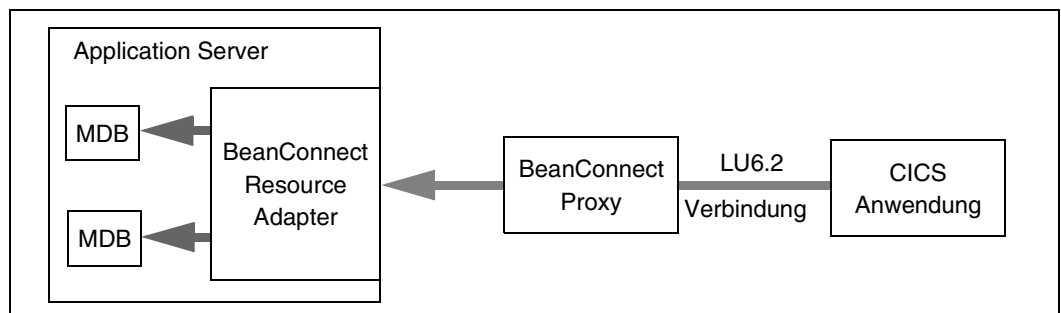 Application Server
MDB
MDB
BeanConnect
Resource
Adapter
BeanConnect
Proxy
LU6.2
Verbindung
CICS
Anwendung